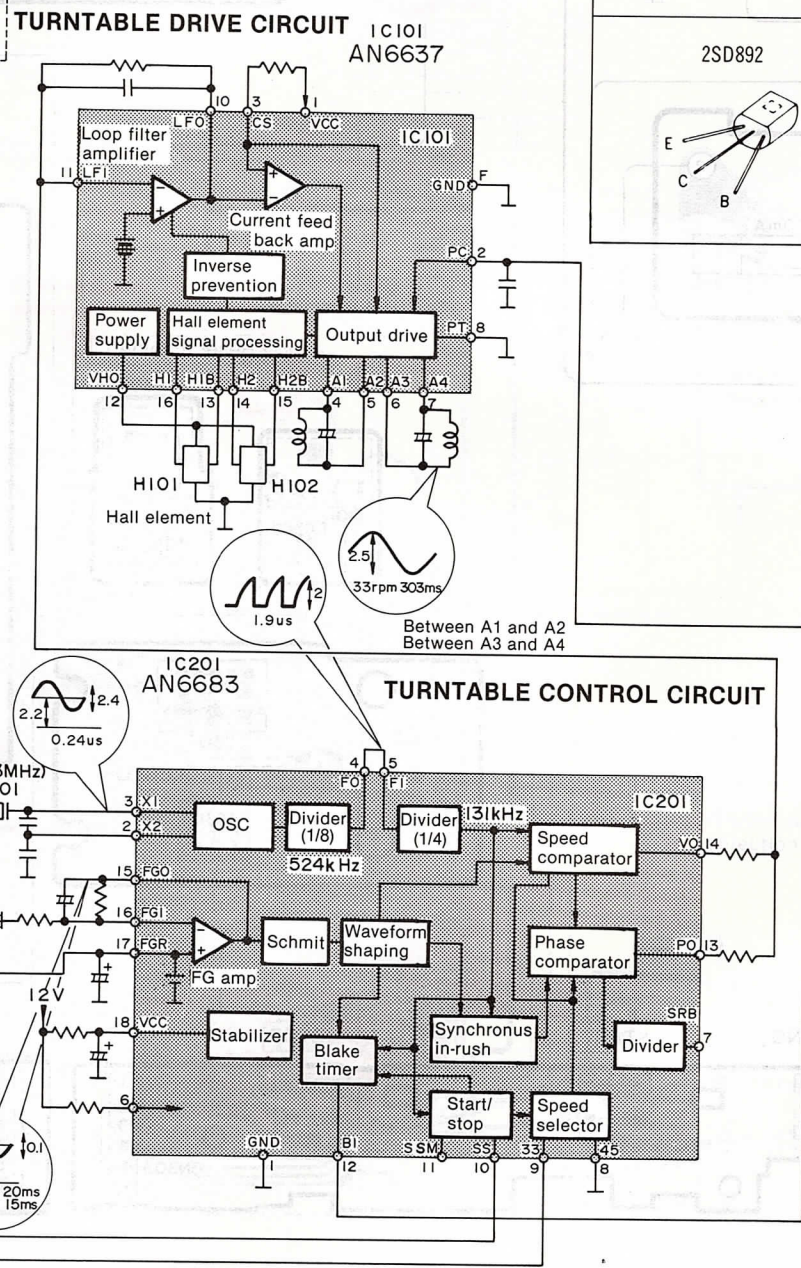 TURNTABLE DRIVE CIRCUIT
IC101
AN6637
2SD892
E
C
B
10
3
1
LFO
CS
VCC
IC101
Loop filter
amplifier
11
LFI
F
GND
Current feed
back amp
PC
2
Inverse
prevention
Power
supply
Hall element
signal processing
Output drive
PT
8
VHO
H1
H1B
H2
H2B
A1
A2
A3
A4
12
16
13
14
15
4
5
6
7
H101
H102
Hall element
2.5
33rpm 303ms
2
1.9us
Between A1 and A2
Between A3 and A4
IC201
AN6683
TURNTABLE CONTROL CIRCUIT
2.2
2.4
0.24us
3MHz)
01
4
5
FO
FI
IC201
3
X1
2
X2
OSC
Divider
(1/8)
524kHz
Divider
(1/4)
131kHz
Speed
comparator
VO
14
15
FGO
16
FGI
17
FGR
FG amp
Schmit
Waveform
shaping
Phase
comparator
PO
13
12V
18
VCC
Stabilizer
Blake
timer
Synchronus
in-rush
Divider
SRB
7
6
Start/
stop
Speed
selector
0.1
20ms
15ms
GND
1
BI
12
SSM
11
SS
10
33
9
45
8